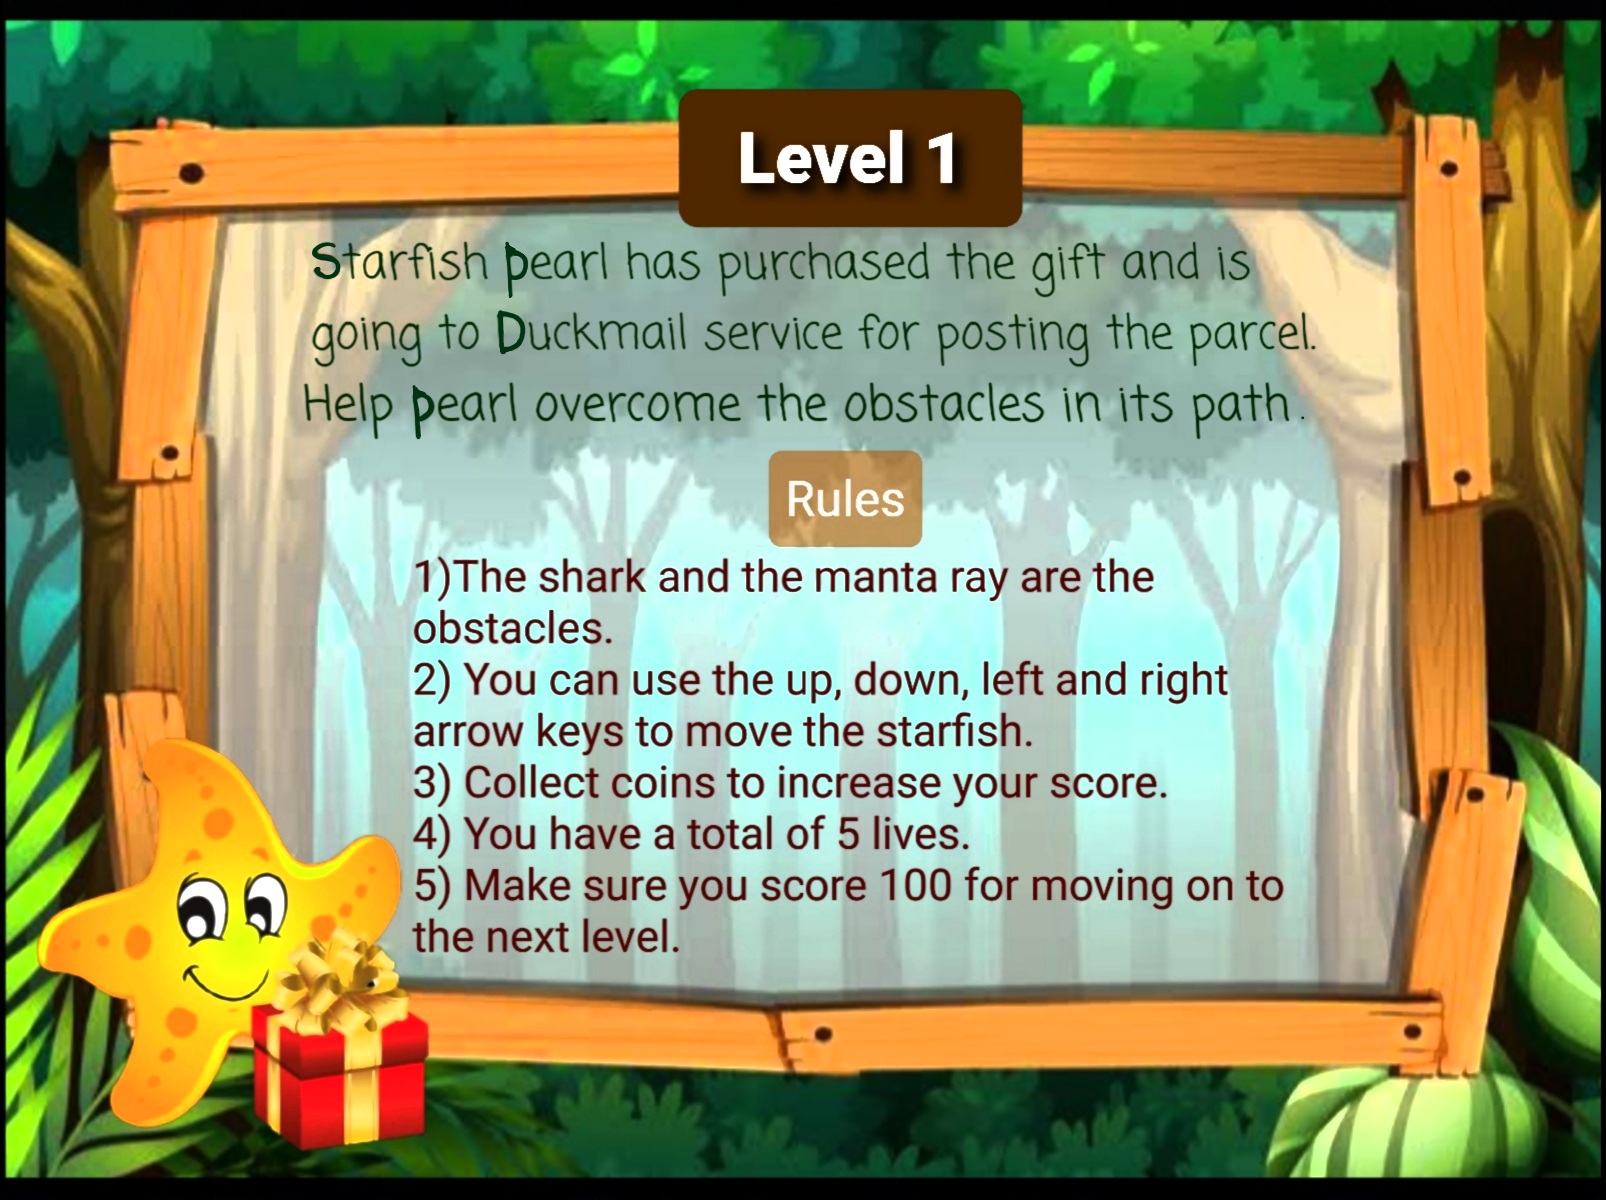 Level 1
Starfish pearl has purchased the gift and is
going to Duckmail service for posting the parcel.
Help pearl overcome the obstacles in its path.
Rules
1)The shark and the manta ray are the
obstacles.
2) You can use the up, down, left and right
arrow keys to move the starfish.
3) Collect coins to increase your score.
4) You have a total of 5 lives.
5) Make sure you score 100 for moving on to
the next level.